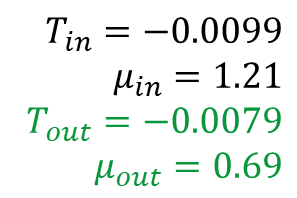 T_in = −0.0099
μ_in = 1.21
T_out = −0.0079
μ_out = 0.69